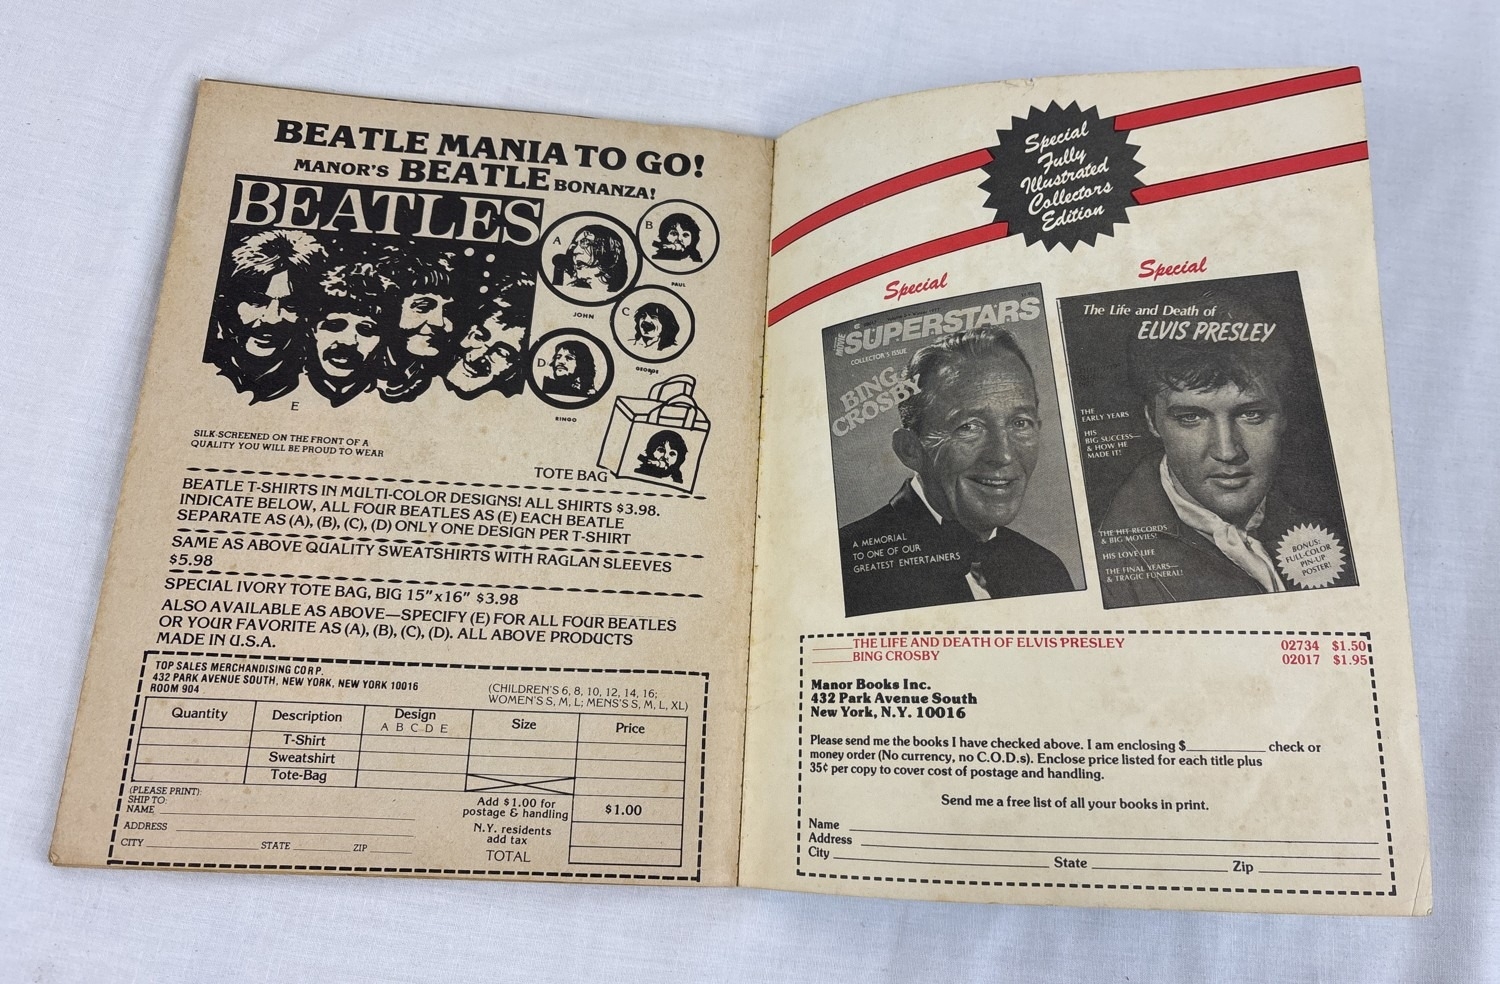 BEATLE MANIA TO GO!
MANOR'S BEATLE BONANZA!
BEATLES
A
JOHN
B
PAUL
C
GEORGE
D
RINGO
E
SILK-SCREENED ON THE FRONT OF A
QUALITY YOU WILL BE PROUD TO WEAR
TOTE BAG
BEATLE T-SHIRTS IN MULTI-COLOR DESIGNS! ALL SHIRTS $3.98.
INDICATE BELOW, ALL FOUR BEATLES AS (E) EACH BEATLE
SEPARATE AS (A), (B), (C), (D) ONLY ONE DESIGN PER T-SHIRT
SAME AS ABOVE QUALITY SWEATSHIRTS WITH RAGLAN SLEEVES
$5.98
SPECIAL IVORY TOTE BAG, BIG 15"x16" $3.98
ALSO AVAILABLE AS ABOVE—SPECIFY (E) FOR ALL FOUR BEATLES
OR YOUR FAVORITE AS (A), (B), (C), (D). ALL ABOVE PRODUCTS
MADE IN U.S.A.
TOP SALES MERCHANDISING CORP.
432 PARK AVENUE SOUTH, NEW YORK, NEW YORK 10016
ROOM 904
(CHILDREN'S 6, 8, 10, 12, 14, 16;
WOMEN'S S, M, L; MENS'S S, M, L, XL)
Quantity Description Design Size Price
A B C D E
T-Shirt
Sweatshirt
Tote-Bag
(PLEASE PRINT):
SHIP TO:
NAME
ADDRESS
CITY STATE ZIP
Add $1.00 for
postage & handling
$1.00
N.Y. residents
add tax
TOTAL
Special
Fully
Illustrated
Collectors
Edition
Special
MOVIE SUPERSTARS
COLLECTOR'S ISSUE
BING
CROSBY
A MEMORIAL
TO ONE OF OUR
GREATEST ENTERTAINERS
Special
The Life and Death of
ELVIS PRESLEY
THE
EARLY YEARS
HIS
BIG SUCCESS—
& HOW HE
MADE IT!
THE HIT RECORDS
& BIG MOVIES!
HIS LOVE LIFE
THE FINAL YEARS—
& TRAGIC FUNERAL!
BONUS:
FULL-COLOR
PIN-UP
POSTER!
THE LIFE AND DEATH OF ELVIS PRESLEY 02734 $1.50
BING CROSBY 02017 $1.95
Manor Books Inc.
432 Park Avenue South
New York, N.Y. 10016
Please send me the books I have checked above. I am enclosing $ check or
money order (No currency, no C.O.D.s). Enclose price listed for each title plus
35¢ per copy to cover cost of postage and handling.
Send me a free list of all your books in print.
Name
Address
City State Zip